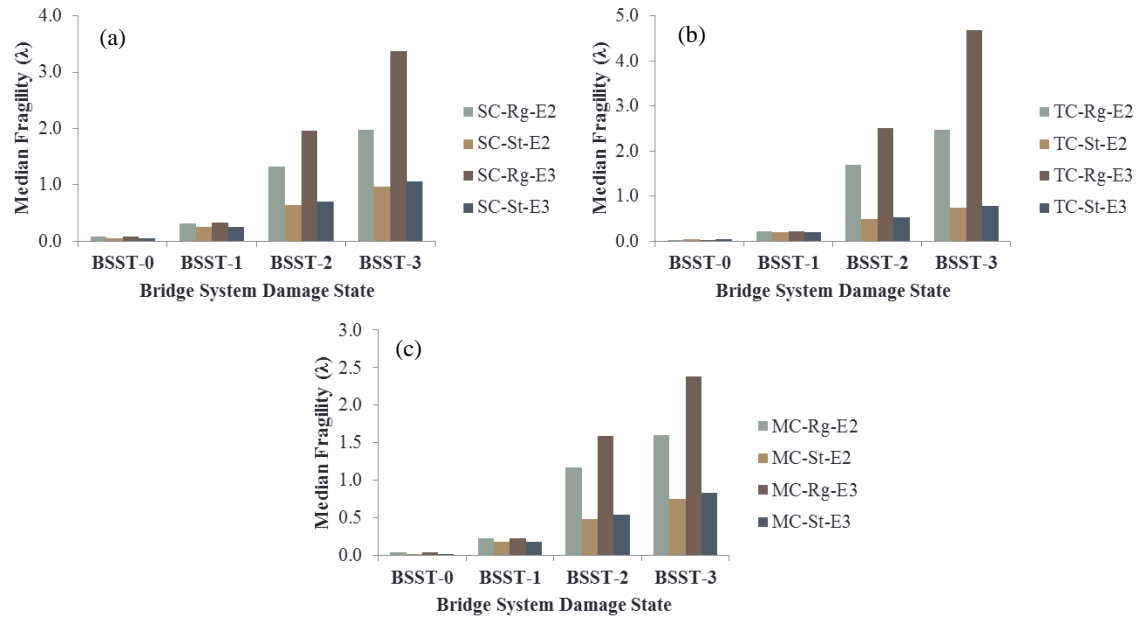 (a)
Median Fragility (λ)
4.0
3.0
2.0
1.0
0.0
BSST-0 BSST-1 BSST-2 BSST-3
Bridge System Damage State
SC-Rg-E2
SC-St-E2
SC-Rg-E3
SC-St-E3
(b)
Median Fragility (λ)
5.0
4.0
3.0
2.0
1.0
0.0
BSST-0 BSST-1 BSST-2 BSST-3
Bridge System Damage State
TC-Rg-E2
TC-St-E2
TC-Rg-E3
TC-St-E3
(c)
Median Fragility (λ)
3.0
2.5
2.0
1.5
1.0
0.5
0.0
BSST-0 BSST-1 BSST-2 BSST-3
Bridge System Damage State
MC-Rg-E2
MC-St-E2
MC-Rg-E3
MC-St-E3